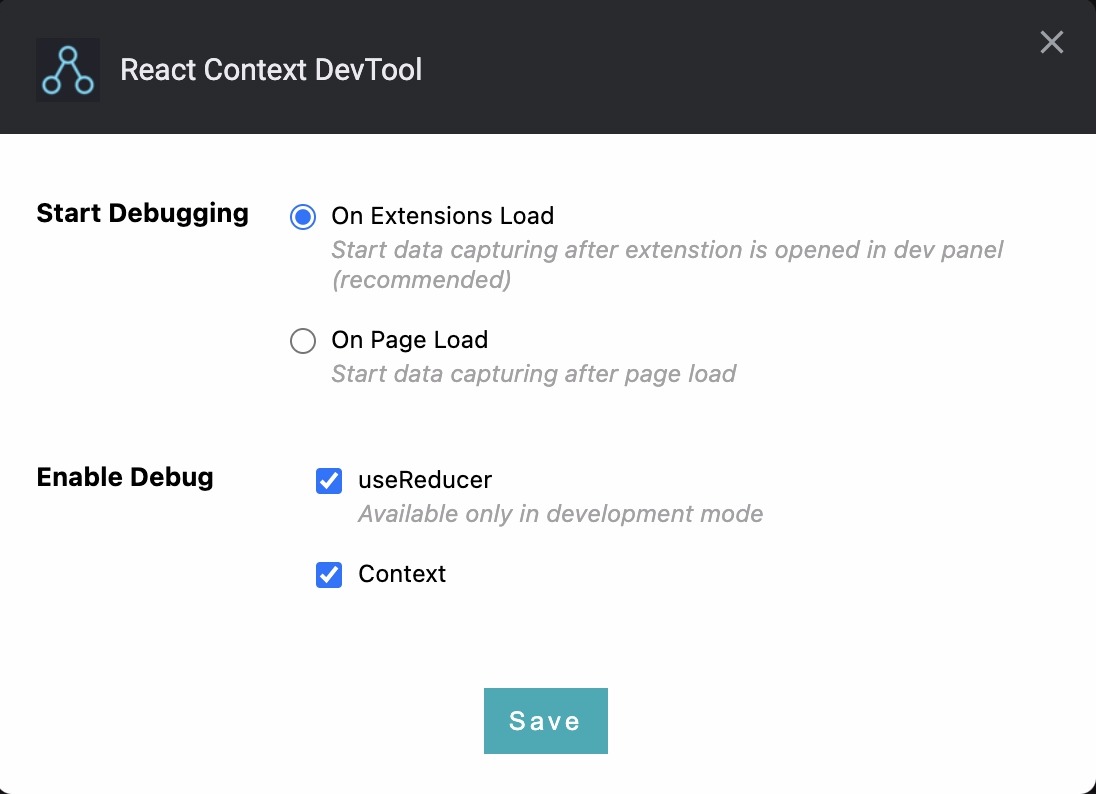 React Context DevTool
Start Debugging
On Extensions Load
Start data capturing after extenstion is opened in dev panel
(recommended)
On Page Load
Start data capturing after page load
Enable Debug
useReducer
Available only in development mode
Context
Save